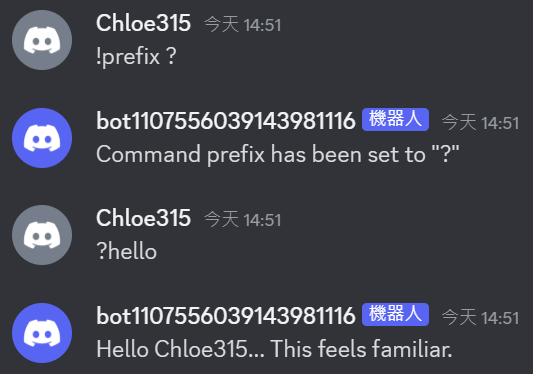 Chloe315 今天 14:51
!prefix ?
bot1107556039143981116 機器人 今天 14:51
Command prefix has been set to "?"
Chloe315 今天 14:51
?hello
bot1107556039143981116 機器人 今天 14:51
Hello Chloe315... This feels familiar.